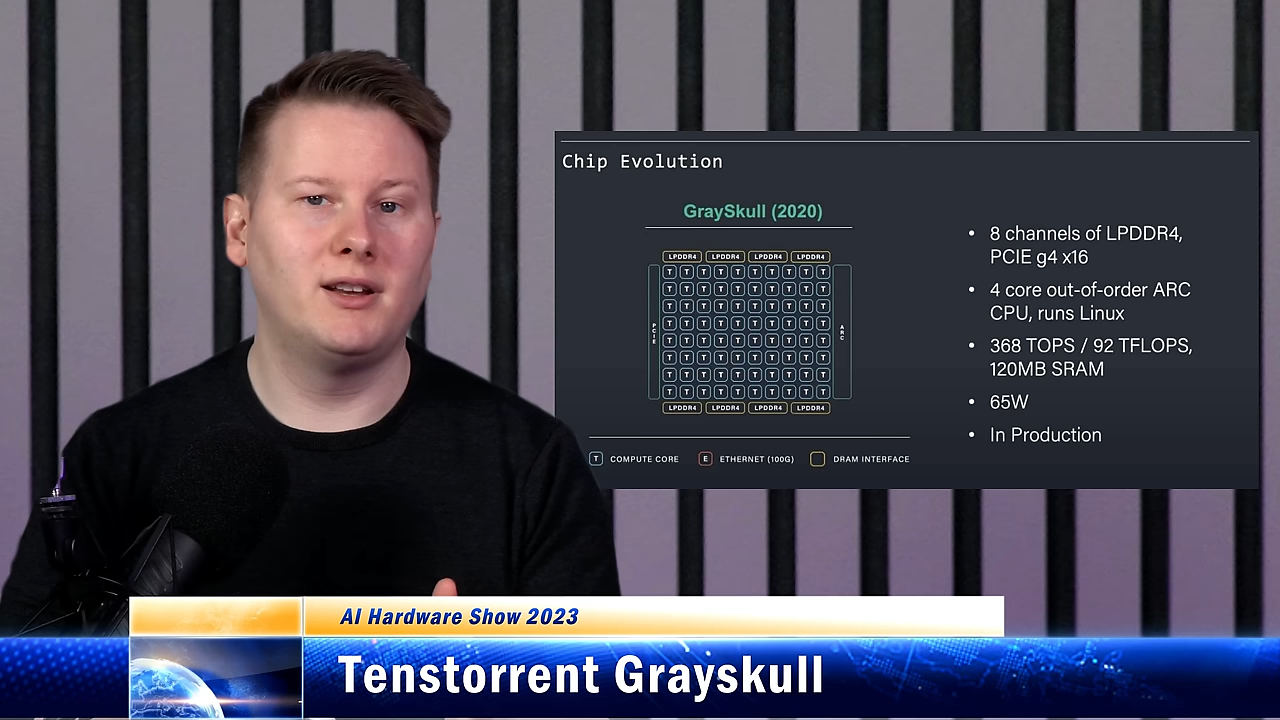 Chip Evolution
GraySkull (2020)
LPDDR4 LPDDR4 LPDDR4 LPDDR4
T T T T T T T T T T
T T T T T T T T T T
T T T T T T T T T T
T T T T T T T T T T
T T T T T T T T T T
T T T T T T T T T T
T T T T T T T T T T
T T T T T T T T T T
PCIE
ARC
LPDDR4 LPDDR4 LPDDR4 LPDDR4
T COMPUTE CORE E ETHERNET (100G) DRAM INTERFACE
• 8 channels of LPDDR4,
PCIE g4 x16
• 4 core out-of-order ARC
CPU, runs Linux
• 368 TOPS / 92 TFLOPS,
120MB SRAM
• 65W
• In Production
AI Hardware Show 2023
Tenstorrent Grayskull